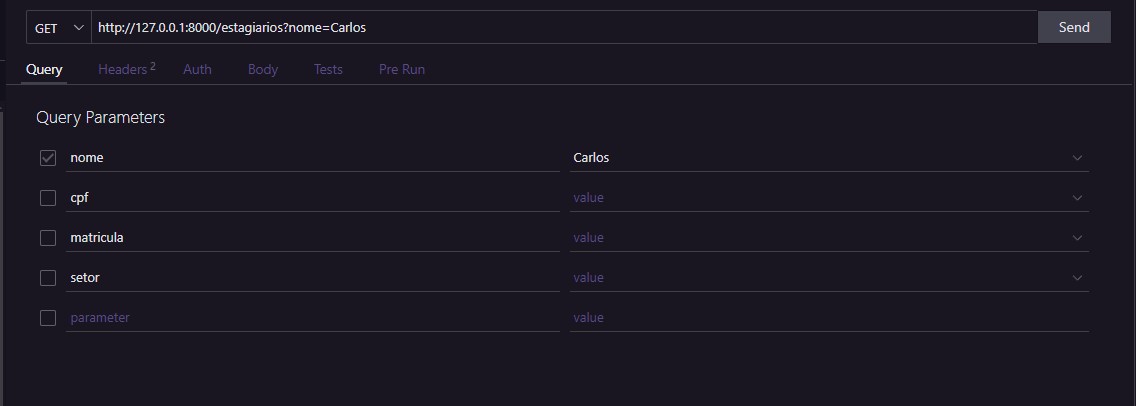 GET http://127.0.0.1:8000/estagiarios?nome=Carlos Send
Query Headers 2 Auth Body Tests Pre Run
Query Parameters
nome Carlos
cpf value
matricula value
setor value
parameter value